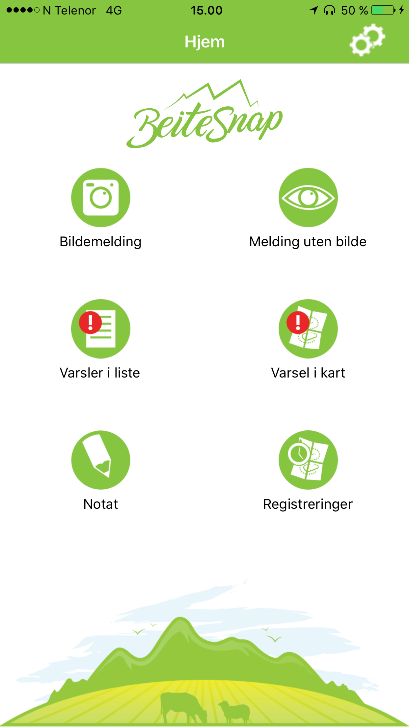 N Telenor 4G 15.00 50 %
Hjem
BeiteSnap
Bildemelding Melding uten bilde
Varsler i liste Varsel i kart
Notat Registreringer